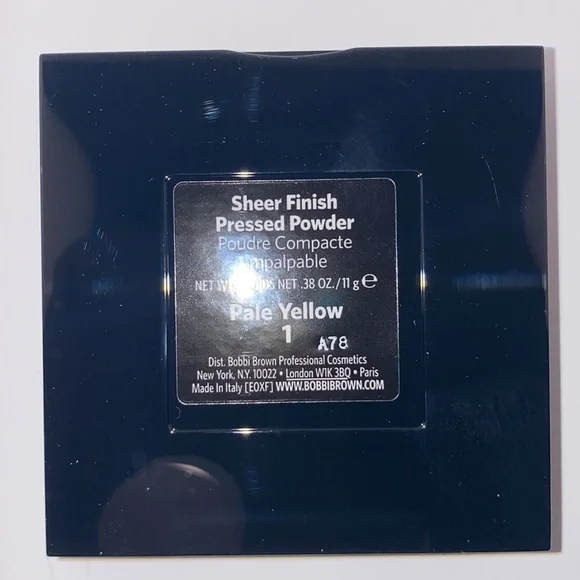 Sheer Finish
Pressed Powder
Poudre Compacte
Impalpable
NET NET .38 OZ./11 g ℮
Pale Yellow
1
A78
Dist. Bobbi Brown Professional Cosmetics
New York, N.Y. 10022 • London W1K 3BQ • Paris
Made in Italy [EOXF] WWW.BOBBIBROWN.COM